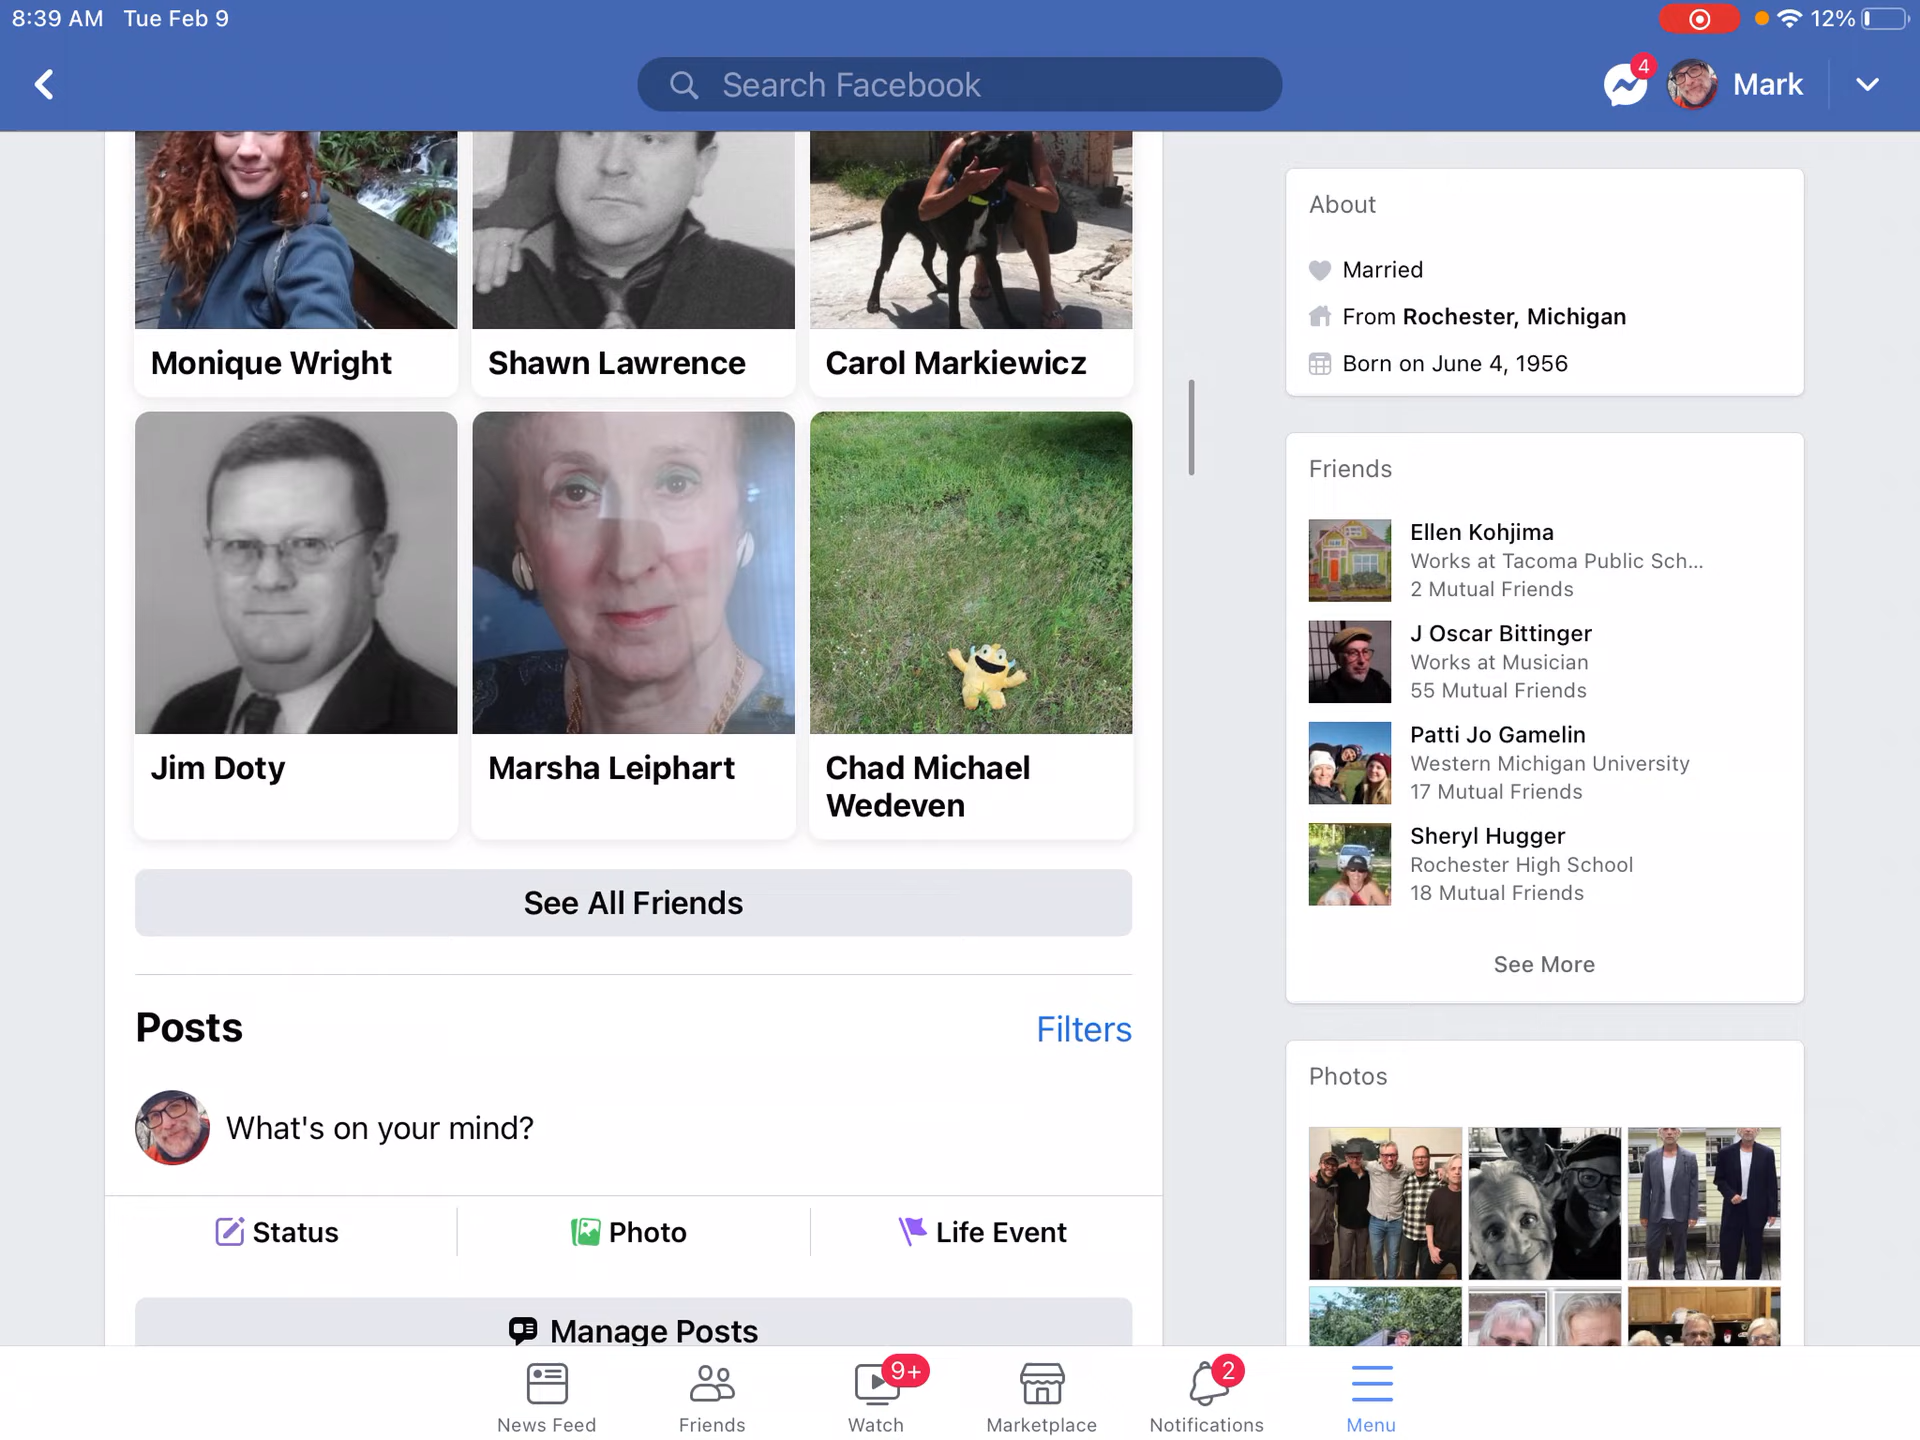 8:39 AM Tue Feb 9
12%
Search Facebook
4
Mark
Monique Wright
Shawn Lawrence
Carol Markiewicz
Jim Doty
Marsha Leiphart
Chad Michael
Wedeven
See All Friends
Posts
Filters
What's on your mind?
Status
Photo
Life Event
Manage Posts
About
Married
From Rochester, Michigan
Born on June 4, 1956
Friends
Ellen Kohjima
Works at Tacoma Public Sch...
2 Mutual Friends
J Oscar Bittinger
Works at Musician
55 Mutual Friends
Patti Jo Gamelin
Western Michigan University
17 Mutual Friends
Sheryl Hugger
Rochester High School
18 Mutual Friends
See More
Photos
9+
2
News Feed
Friends
Watch
Marketplace
Notifications
Menu